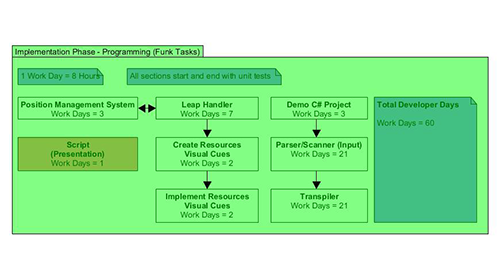 Implementation Phase - Programming (Funk Tasks)
1 Work Day = 8 Hours
All sections start and end with unit tests
Position Management System
Work Days = 3
Leap Handler
Work Days = 7
Demo C# Project
Work Days = 3
Total Developer Days
Work Days = 60
Script
(Presentation)
Work Days = 1
Create Resources
Visual Cues
Work Days = 2
Parser/Scanner (Input)
Work Days = 21
Implement Resources
Visual Cues
Work Days = 2
Transpiler
Work Days = 21